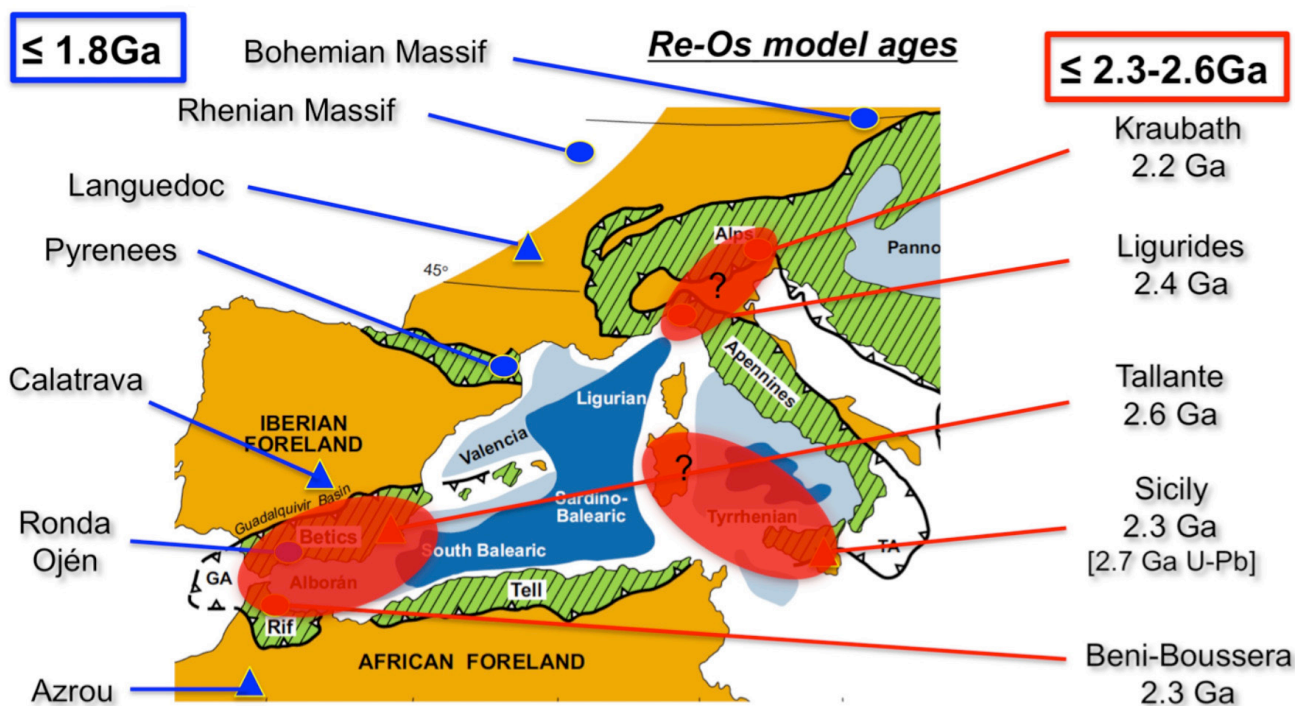 ≤ 1.8Ga
Re-Os model ages
≤ 2.3-2.6Ga
Bohemian Massif
Rhenian Massif
Languedoc
Pyrenees
Calatrava
Ronda
Ojén
Azrou
Kraubath
2.2 Ga
Ligurides
2.4 Ga
Tallante
2.6 Ga
Sicily
2.3 Ga
[2.7 Ga U-Pb]
Beni-Boussera
2.3 Ga
45°
Alps
?
Panno
Apennines
Ligurian
Valencia
IBERIAN
FORELAND
Guadalquivir Basin
?
Sardino-
Balearic
Tyrrhenian
Betics
South Balearic
TA
GA
Alborán
Tell
Rif
AFRICAN FORELAND